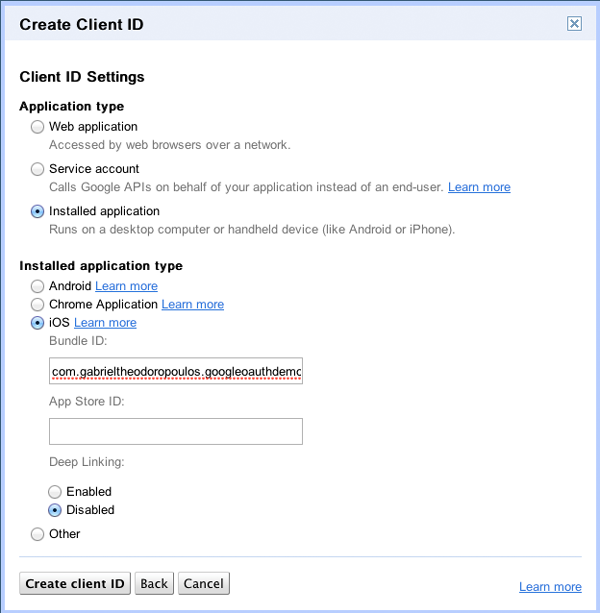 Create Client ID
Client ID Settings
Application type
Web application
Accessed by web browsers over a network.
Service account
Calls Google APIs on behalf of your application instead of an end-user. Learn more
Installed application
Runs on a desktop computer or handheld device (like Android or iPhone).
Installed application type
Android Learn more
Chrome Application Learn more
iOS Learn more
Bundle ID:
com.gabrieltheodoropoulos.googleoauthdemo
App Store ID:
Deep Linking:
Enabled
Disabled
Other
Create client ID Back Cancel
Learn more